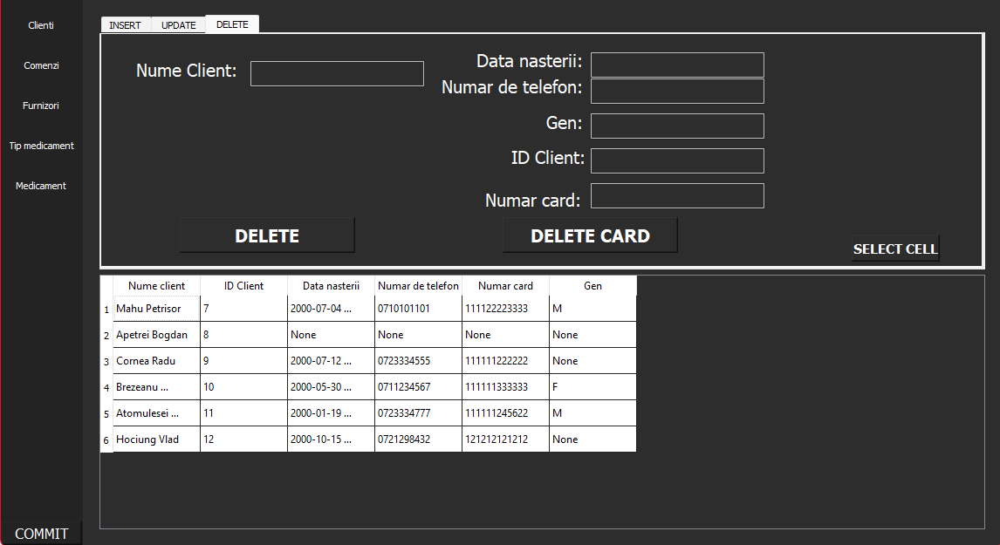 Clienti
Comenzi
Furnizori
Tip medicament
Medicament
COMMIT
INSERT UPDATE DELETE
Nume Client:
Data nasterii:
Numar de telefon:
Gen:
ID Client:
Numar card:
DELETE
DELETE CARD
SELECT CELL
Nume client ID Client Data nasterii Numar de telefon Numar card Gen
1 Mahu Petrisor 7 2000-07-04 ... 0710101101 111122223333 M
2 Apetrei Bogdan 8 None None None None
3 Cornea Radu 9 2000-07-12 ... 0723334555 111111222222 None
4 Brezeanu ... 10 2000-05-30 ... 0711234567 111111333333 F
5 Atomulesei ... 11 2000-01-19 ... 0723334777 111111245622 M
6 Hociung Vlad 12 2000-10-15 ... 0721298432 121212121212 None